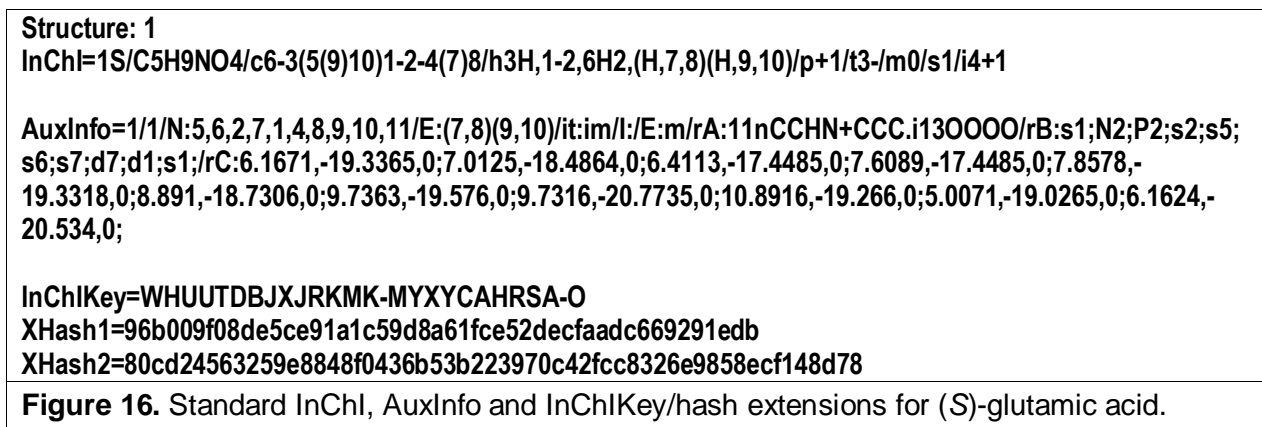 Structure: 1
InChI=1S/C5H9NO4/c6-3(5(9)10)1-2-4(7)8/h3H,1-2,6H2,(H,7,8)(H,9,10)/p+1/t3-/m0/s1/i4+1
AuxInfo=1/1/N:5,6,2,7,1,4,8,9,10,11/E:(7,8)(9,10)/it:im/I:/E:m/rA:11nCCHN+CCC.i13OOOO/rB:s1;N2;P2;s2;s5;
s6;s7;d7;d1;s1;/rC:6.1671,-19.3365,0;7.0125,-18.4864,0;6.4113,-17.4485,0;7.6089,-17.4485,0;7.8578,-
19.3318,0;8.891,-18.7306,0;9.7363,-19.576,0;9.7316,-20.7735,0;10.8916,-19.266,0;5.0071,-19.0265,0;6.1624,-
20.534,0;
InChIKey=WHUUTDBJXJRKMK-MYXYCAHRSA-O
XHash1=96b009f08de5ce91a1c59d8a61fce52decfaadc669291edb
XHash2=80cd24563259e8848f0436b53b223970c42fcc8326e9858ecf148d78
Figure 16. Standard InChI, AuxInfo and InChIKey/hash extensions for (S)-glutamic acid.